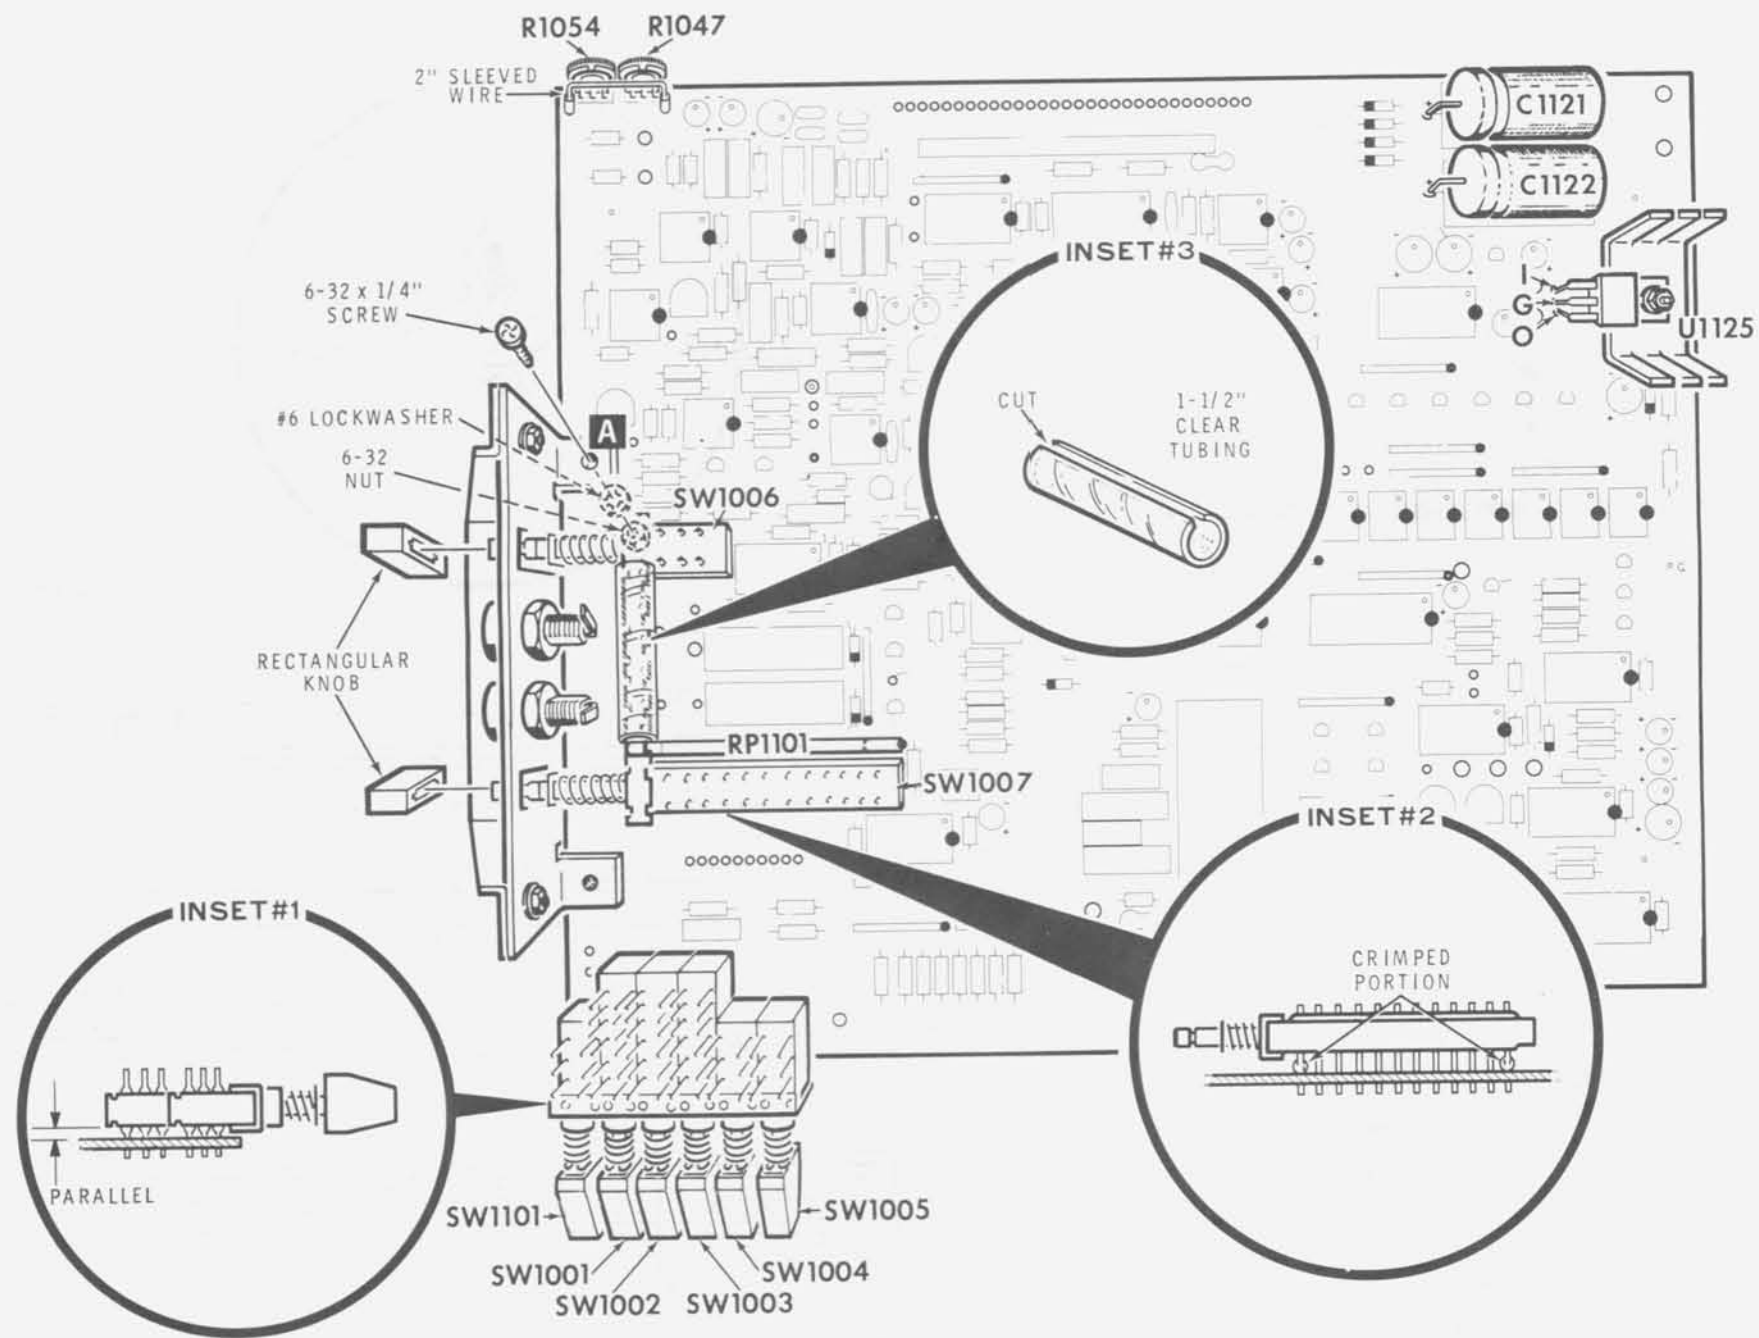 R1054
R1047
2" SLEEVED
WIRE
C1121
C1122
6-32 x 1/4"
SCREW
INSET#3
I
G
O
U1125
CUT
1-1/2"
CLEAR
TUBING
#6 LOCKWASHER
A
6-32
NUT
SW1006
RECTANGULAR
KNOB
RP1101
SW1007
INSET#2
INSET#1
CRIMPED
PORTION
PARALLEL
SW1101
SW1005
SW1001
SW1004
SW1002
SW1003